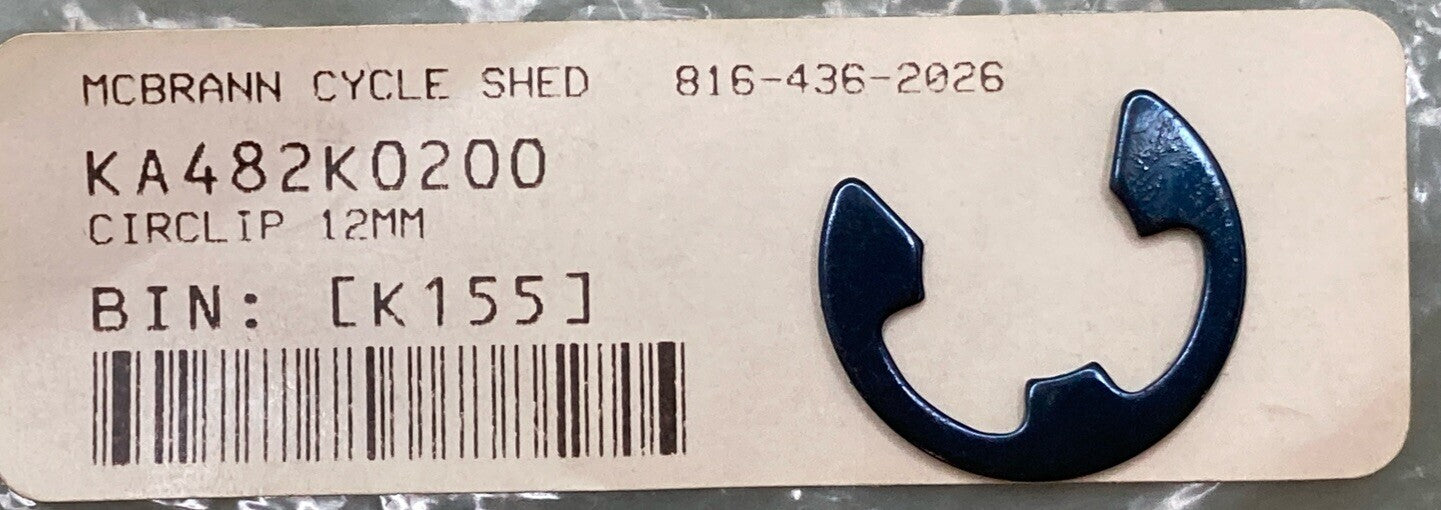 MCBRANN CYCLE SHED 816-436-2026
KA482K0200
CIRCLIP 12MM
BIN: [K155]